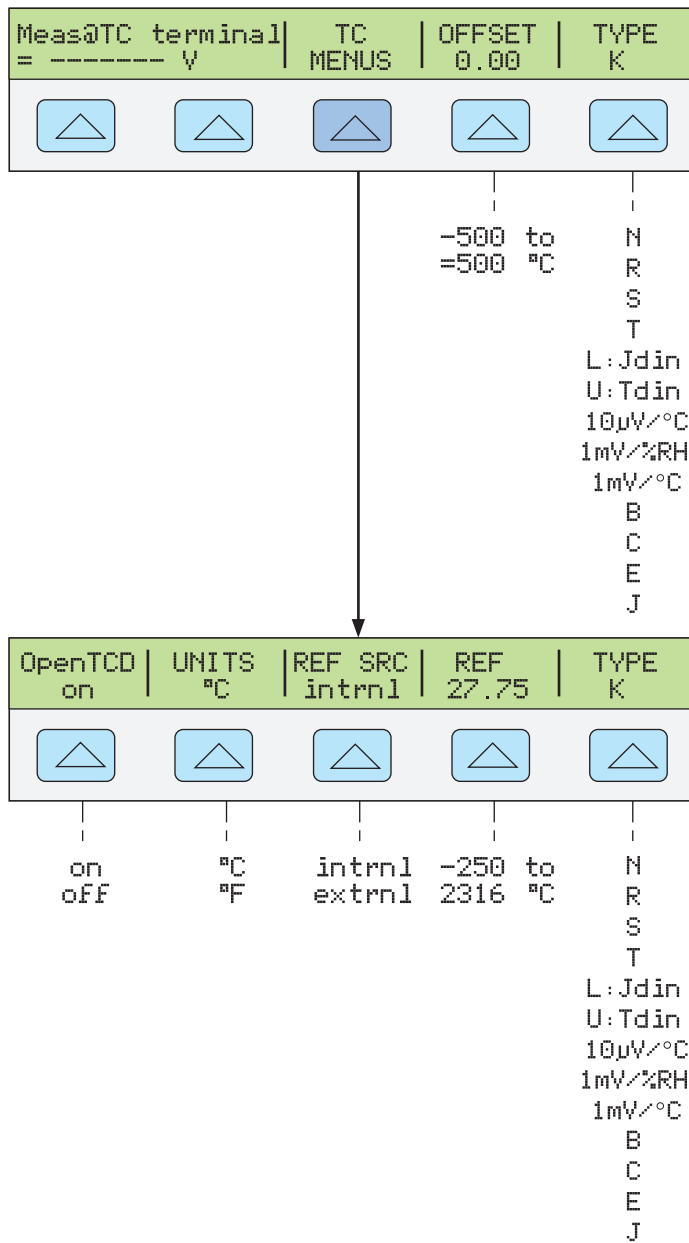 Meas@TC terminal TC OFFSET TYPE
= ------- V MENUS 0.00 K
-500 to
=500 °C
N
R
S
T
L:Jdin
U:Tdin
10µV/°C
1mV/%RH
1mV/°C
B
C
E
J
OpenTCD UNITS REF SRC REF TYPE
on °C intrnl 27.75 K
on
off
°C
°F
intrnl
extrnl
-250 to
2316 °C
N
R
S
T
L:Jdin
U:Tdin
10µV/°C
1mV/%RH
1mV/°C
B
C
E
J